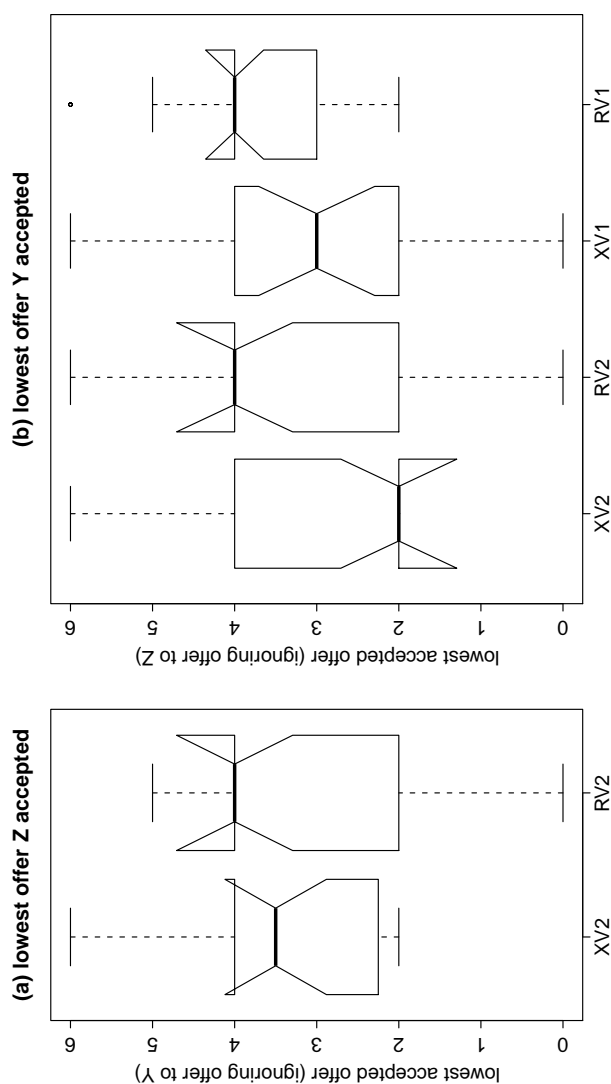 (a) lowest offer Z accepted
lowest accepted offer (ignoring offer to Y)
6
5
4
3
2
1
0
XV2
RV2
(b) lowest offer Y accepted
lowest accepted offer (ignoring offer to Z)
6
5
4
3
2
1
0
XV2
RV2
XV1
RV1